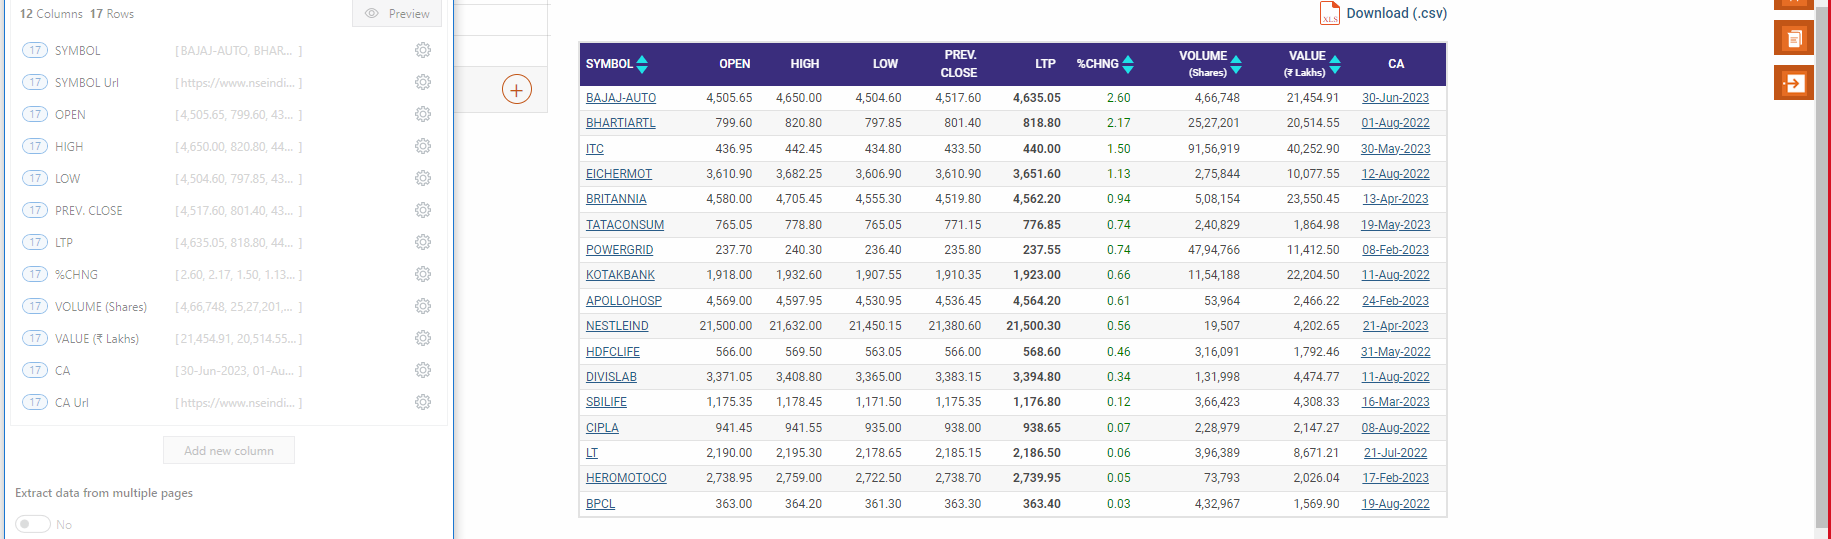 12 Columns 17 Rows
Preview
17 SYMBOL [ BAJAJ-AUTO, BHAR... ]
17 SYMBOL Url [ https://www.nseindi... ]
17 OPEN [ 4,505.65, 799.60, 43... ]
17 HIGH [ 4,650.00, 820.80, 44... ]
17 LOW [ 4,504.60, 797.85, 43... ]
17 PREV. CLOSE [ 4,517.60, 801.40, 43... ]
17 LTP [ 4,635.05, 818.80, 44... ]
17 %CHNG [ 2.60, 2.17, 1.50, 1.13... ]
17 VOLUME (Shares) [ 4,66,748, 25,27,201,... ]
17 VALUE (₹ Lakhs) [ 21,454.91, 20,514.55... ]
17 CA [ 30-Jun-2023, 01-Au... ]
17 CA Url [ https://www.nseindi... ]
Add new column
Extract data from multiple pages
No
XLS Download (.csv)
SYMBOL OPEN HIGH LOW PREV. CLOSE LTP %CHNG VOLUME (Shares) VALUE (₹ Lakhs) CA
BAJAJ-AUTO 4,505.65 4,650.00 4,504.60 4,517.60 4,635.05 2.60 4,66,748 21,454.91 30-Jun-2023
BHARTIARTL 799.60 820.80 797.85 801.40 818.80 2.17 25,27,201 20,514.55 01-Aug-2022
ITC 436.95 442.45 434.80 433.50 440.00 1.50 91,56,919 40,252.90 30-May-2023
EICHERMOT 3,610.90 3,682.25 3,606.90 3,610.90 3,651.60 1.13 2,75,844 10,077.55 12-Aug-2022
BRITANNIA 4,580.00 4,705.45 4,555.30 4,519.80 4,562.20 0.94 5,08,154 23,550.45 13-Apr-2023
TATACONSUM 765.05 778.80 765.05 771.15 776.85 0.74 2,40,829 1,864.98 19-May-2023
POWERGRID 237.70 240.30 236.40 235.80 237.55 0.74 47,94,766 11,412.50 08-Feb-2023
KOTAKBANK 1,918.00 1,932.60 1,907.55 1,910.35 1,923.00 0.66 11,54,188 22,204.50 11-Aug-2022
APOLLOHOSP 4,569.00 4,597.95 4,530.95 4,536.45 4,564.20 0.61 53,964 2,466.22 24-Feb-2023
NESTLEIND 21,500.00 21,632.00 21,450.15 21,380.60 21,500.30 0.56 19,507 4,202.65 21-Apr-2023
HDFCLIFE 566.00 569.50 563.05 566.00 568.60 0.46 3,16,091 1,792.46 31-May-2022
DIVISLAB 3,371.05 3,408.80 3,365.00 3,383.15 3,394.80 0.34 1,31,998 4,474.77 11-Aug-2022
SBILIFE 1,175.35 1,178.45 1,171.50 1,175.35 1,176.80 0.12 3,66,423 4,308.33 16-Mar-2023
CIPLA 941.45 941.55 935.00 938.00 938.65 0.07 2,28,979 2,147.27 08-Aug-2022
LT 2,190.00 2,195.30 2,178.65 2,185.15 2,186.50 0.06 3,96,389 8,671.21 21-Jul-2022
HEROMOTOCO 2,738.95 2,759.00 2,722.50 2,738.70 2,739.95 0.05 73,793 2,026.04 17-Feb-2023
BPCL 363.00 364.20 361.30 363.30 363.40 0.03 4,32,967 1,569.90 19-Aug-2022